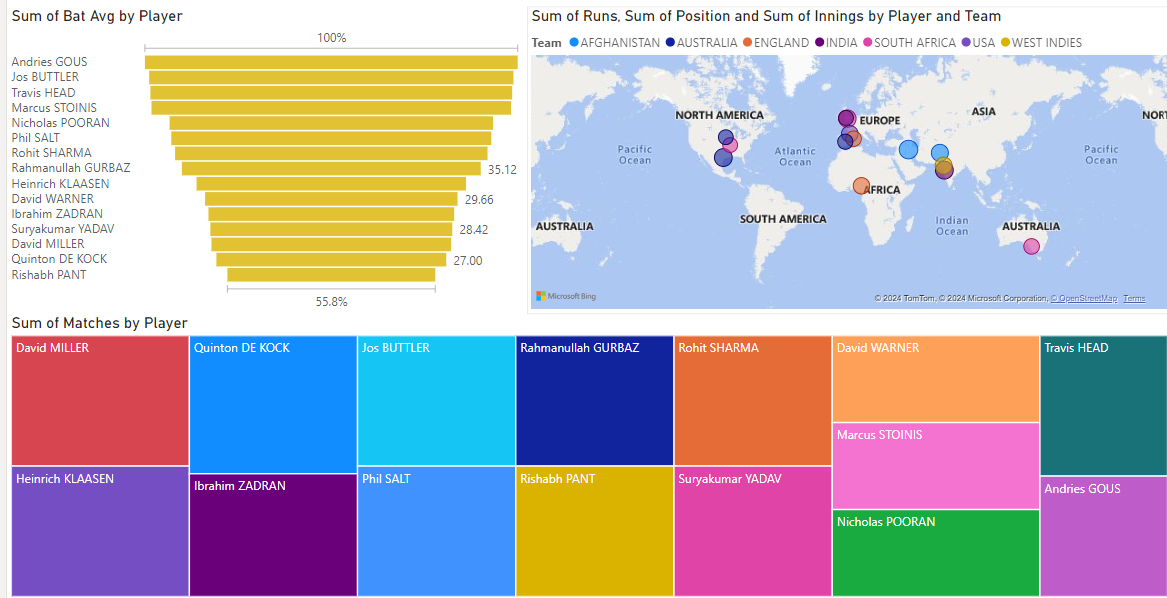 Sum of Bat Avg by Player
100%
Andries GOUS
Jos BUTTLER
Travis HEAD
Marcus STOINIS
Nicholas POORAN
Phil SALT
Rohit SHARMA
Rahmanullah GURBAZ 35.12
Heinrich KLAASEN
David WARNER 29.66
Ibrahim ZADRAN
Suryakumar YADAV 28.42
David MILLER
Quinton DE KOCK 27.00
Rishabh PANT
55.8%
Sum of Runs, Sum of Position and Sum of Innings by Player and Team
Team AFGHANISTAN AUSTRALIA ENGLAND INDIA SOUTH AFRICA USA WEST INDIES
NORTH AMERICA
EUROPE
ASIA
NORT
Pacific
Ocean
Atlantic
Ocean
Pacific
Ocean
AFRICA
SOUTH AMERICA
Indian
Ocean
AUSTRALIA
AUSTRALIA
Microsoft Bing
© 2024 TomTom, © 2024 Microsoft Corporation, © OpenStreetMap Terms
Sum of Matches by Player
David MILLER
Quinton DE KOCK
Jos BUTTLER
Rahmanullah GURBAZ
Rohit SHARMA
David WARNER
Travis HEAD
Marcus STOINIS
Heinrich KLAASEN
Ibrahim ZADRAN
Phil SALT
Rishabh PANT
Suryakumar YADAV
Andries GOUS
Nicholas POORAN